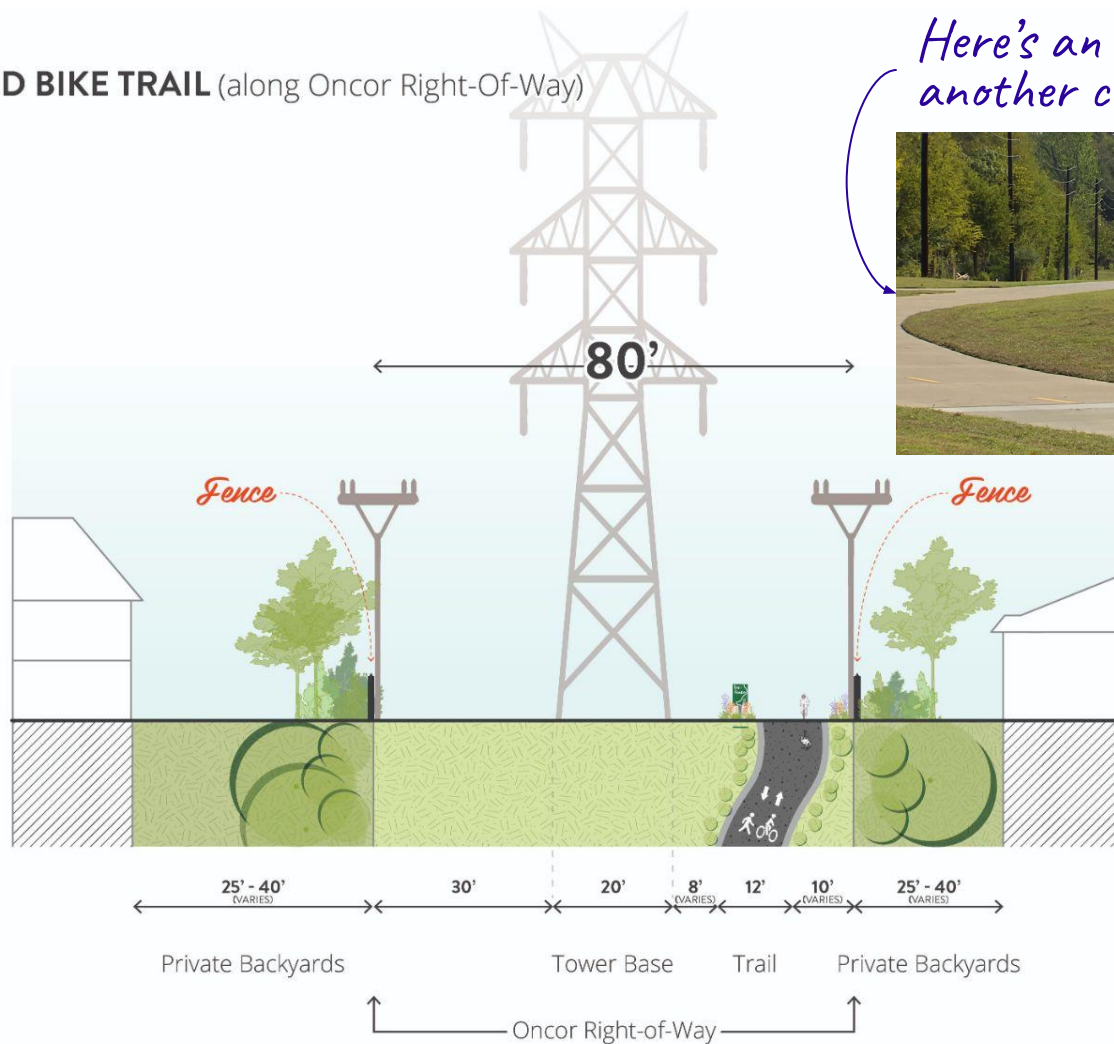 D BIKE TRAIL (along Oncor Right-Of-Way)
Here's an
another c
80'
Fence
Fence
25' - 40'
(VARIES)
30'
20'
8'
(VARIES)
12'
10'
(VARIES)
25' - 40'
(VARIES)
Private Backyards
Tower Base
Trail
Private Backyards
Oncor Right-of-Way